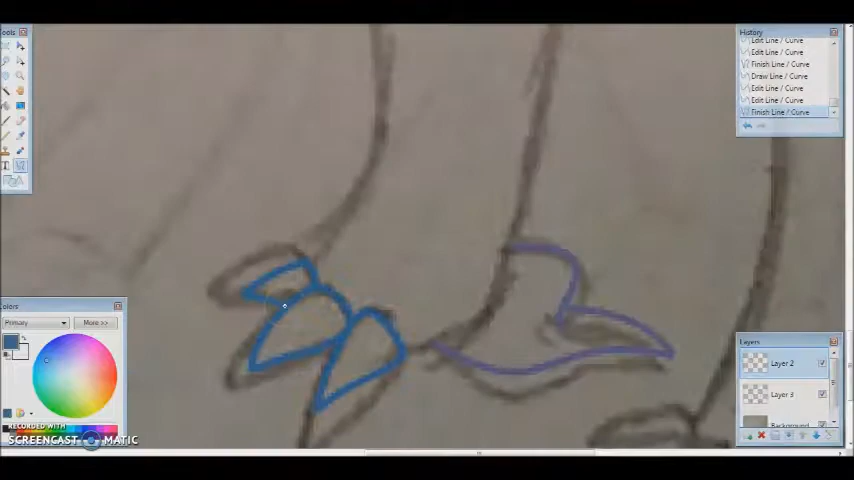 Tools
T
History
Edit Line / Curve
Edit Line / Curve
Finish Line / Curve
Draw Line / Curve
Edit Line / Curve
Edit Line / Curve
Finish Line / Curve
Colors
Primary
More >>
Layers
Layer 2
Layer 3
Background
RECORDED WITH
SCREENCAST MATIC